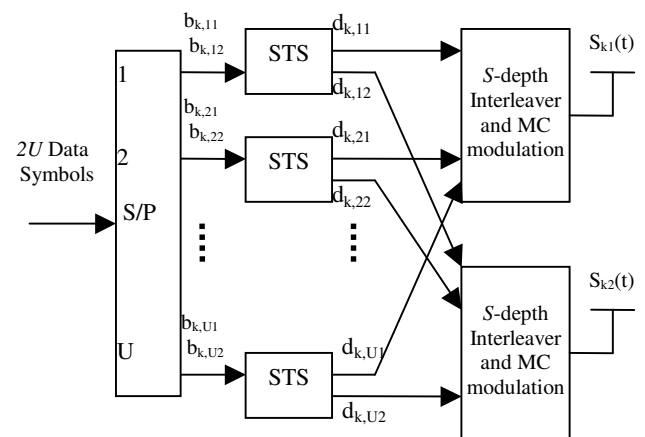 2U Data
Symbols
1
2
S/P
U
b_{k,11}
b_{k,12}
b_{k,21}
b_{k,22}
b_{k,U1}
b_{k,U2}
STS
STS
STS
d_{k,11}
d_{k,12}
d_{k,21}
d_{k,22}
d_{k,U1}
d_{k,U2}
S-depth
Interleaver
and MC
modulation
S-depth
Interleaver
and MC
modulation
S_{k1}(t)
S_{k2}(t)